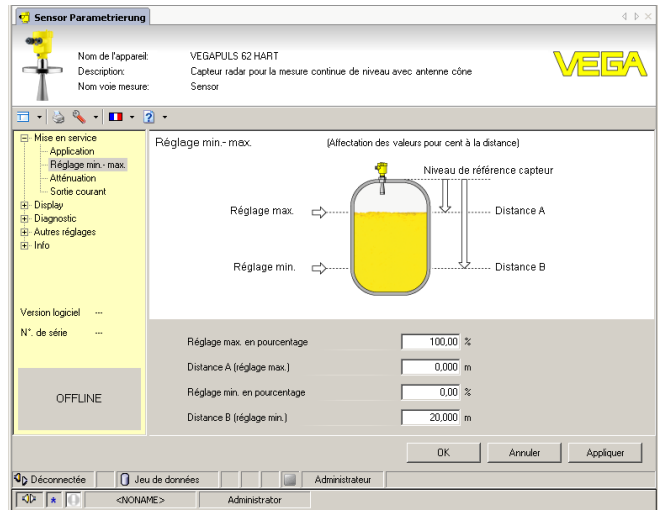 Sensor Parametrierung
Nom de l'appareil: VEGAPULS 62 HART
Description: Capteur radar pour la mesure continue de niveau avec antenne cône
Nom voie mesure: Sensor
VEGA
Mise en service
Application
Réglage min.- max.
Atténuation
Sortie courant
Display
Diagnostic
Autres réglages
Info
Version logiciel ---
N°. de série ---
OFFLINE
Réglage min.- max. (Affectation des valeurs pour cent à la distance)
Niveau de référence capteur
Réglage max. Distance A
Réglage min. Distance B
Réglage max. en pourcentage 100,00 %
Distance A (réglage max.) 0,000 m
Réglage min. en pourcentage 0,00 %
Distance B (réglage min.) 20,000 m
OK Annuler Appliquer
Déconnectée Jeu de données Administrateur
<NONAME> Administrator